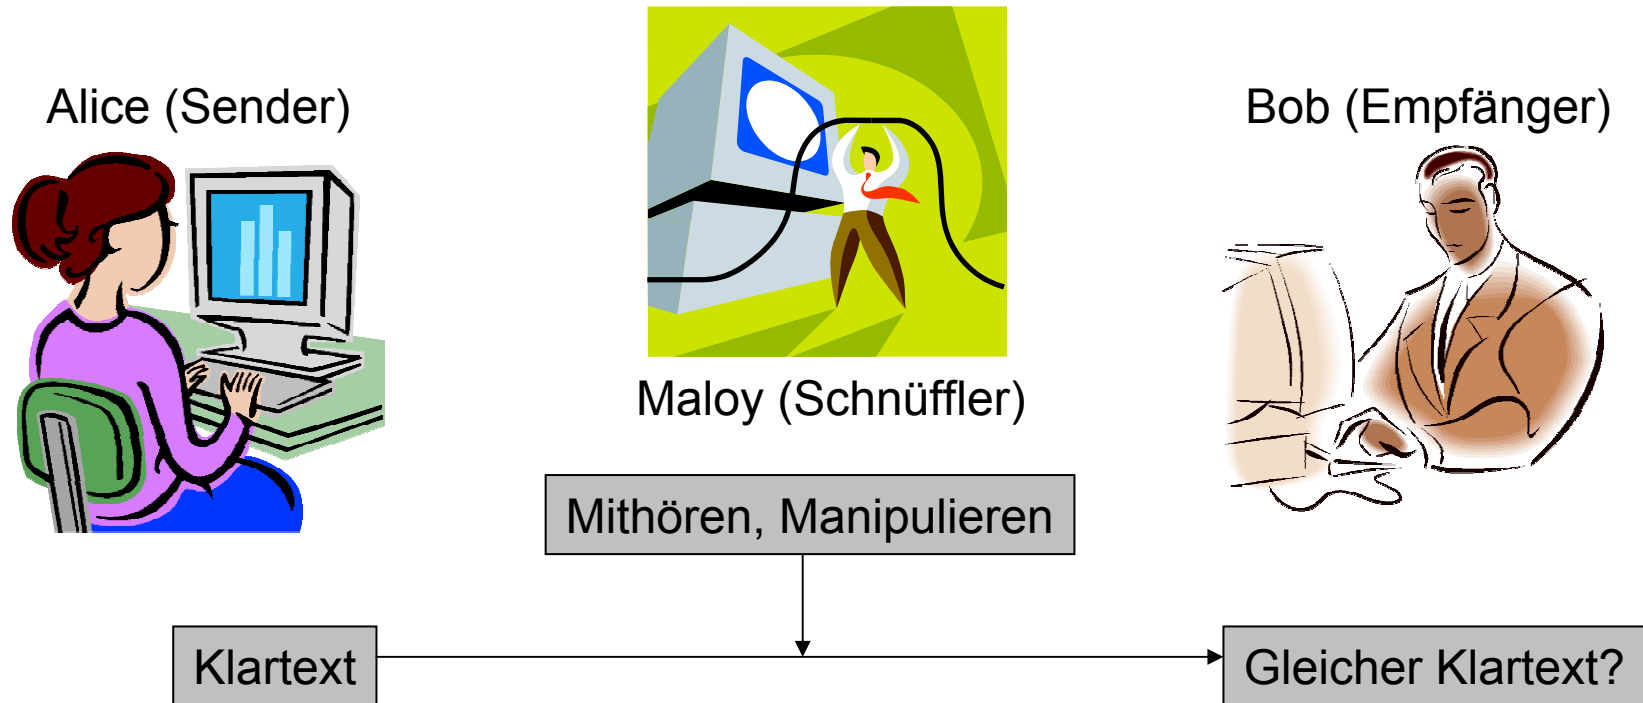 Alice (Sender)
Bob (Empfänger)
Maloy (Schnüffler)
Mithören, Manipulieren
Klartext
Gleicher Klartext?